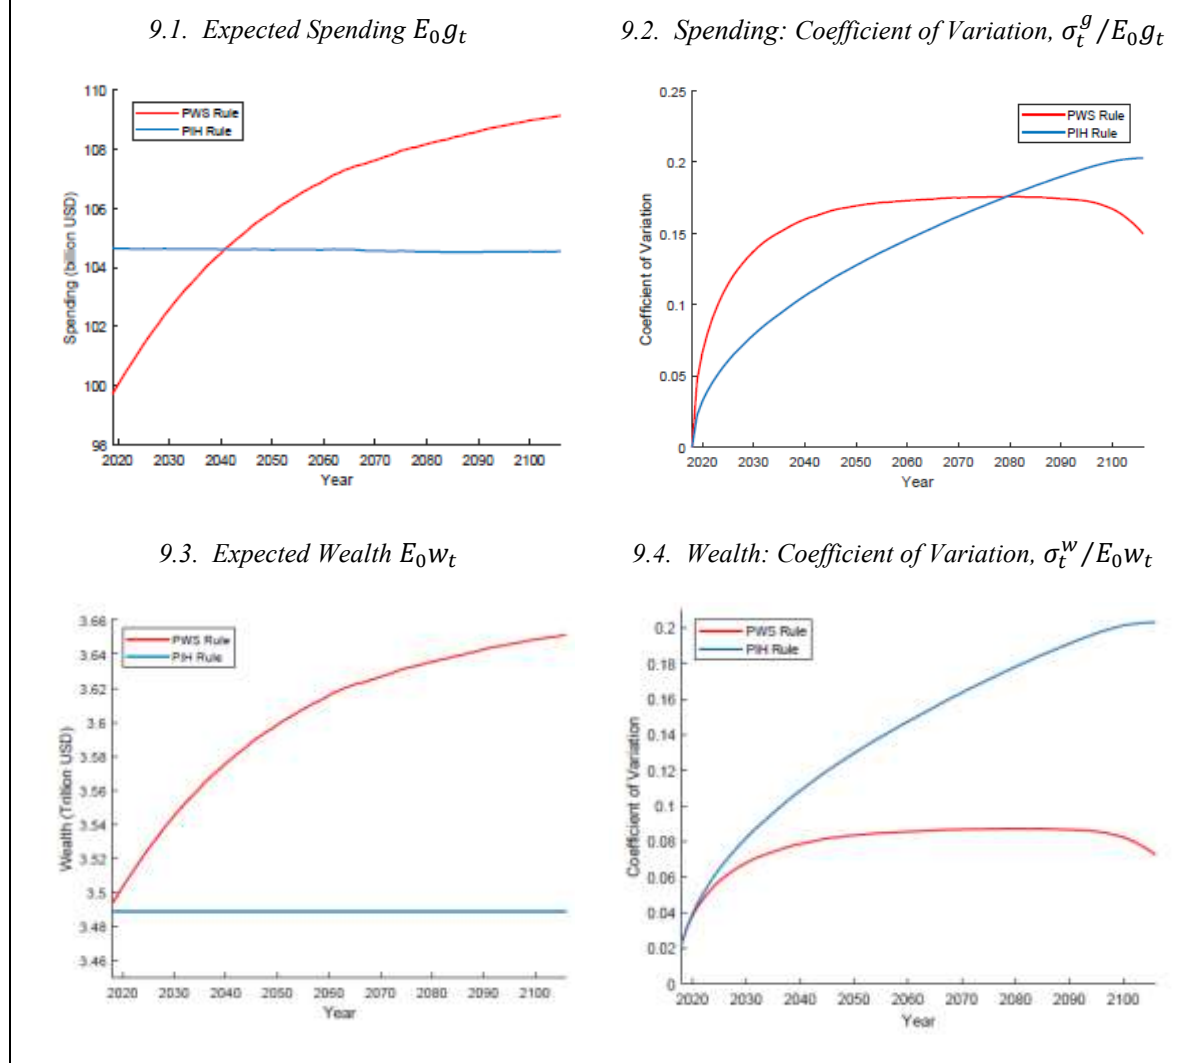 9.1. Expected Spending E₀gₜ
110
108
106
104
102
100
98
Spending (billion USD)
PWS Rule
PIH Rule
2020 2030 2040 2050 2060 2070 2080 2090 2100
Year
9.2. Spending: Coefficient of Variation, σₜᵍ/E₀gₜ
0.25
0.2
0.15
0.1
0.05
0
Coefficient of Variation
PWS Rule
PIH Rule
2020 2030 2040 2050 2060 2070 2080 2090 2100
Year
9.3. Expected Wealth E₀wₜ
3.66
3.64
3.62
3.6
3.58
3.56
3.54
3.52
3.5
3.48
3.46
Wealth (Trillion USD)
PWS Rule
PIH Rule
2020 2030 2040 2050 2060 2070 2080 2090 2100
Year
9.4. Wealth: Coefficient of Variation, σₜʷ/E₀wₜ
0.2
0.18
0.16
0.14
0.12
0.1
0.08
0.06
0.04
0.02
0
Coefficient of Variation
PWS Rule
PIH Rule
2020 2030 2040 2050 2060 2070 2080 2090 2100
Year